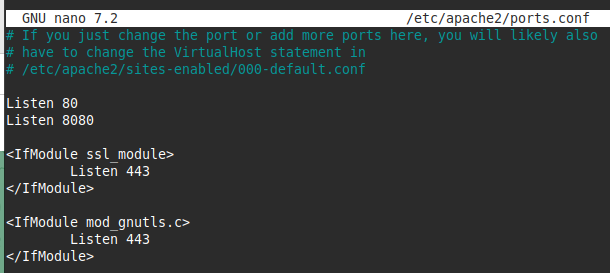 GNU nano 7.2 /etc/apache2/ports.conf
# If you just change the port or add more ports here, you will likely also
# have to change the VirtualHost statement in
# /etc/apache2/sites-enabled/000-default.conf
Listen 80
Listen 8080
<IfModule ssl_module>
Listen 443
</IfModule>
<IfModule mod_gnutls.c>
Listen 443
</IfModule>